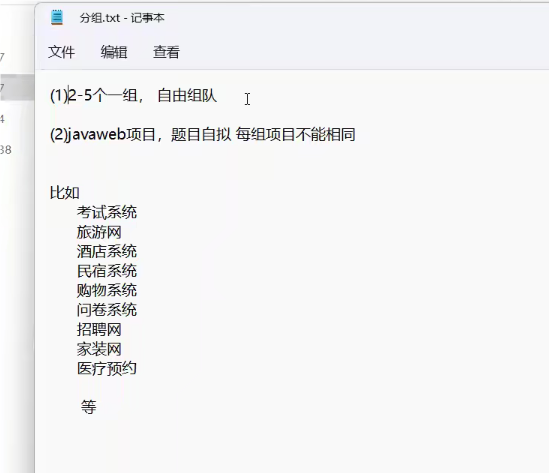 分组.txt - 记事本
文件 编辑 查看
7
(1)2-5个一组， 自由组队
7
4
(2)javaweb项目，题目自拟 每组项目不能相同
38
比如
考试系统
旅游网
酒店系统
民宿系统
购物系统
问卷系统
招聘网
家装网
医疗预约
等